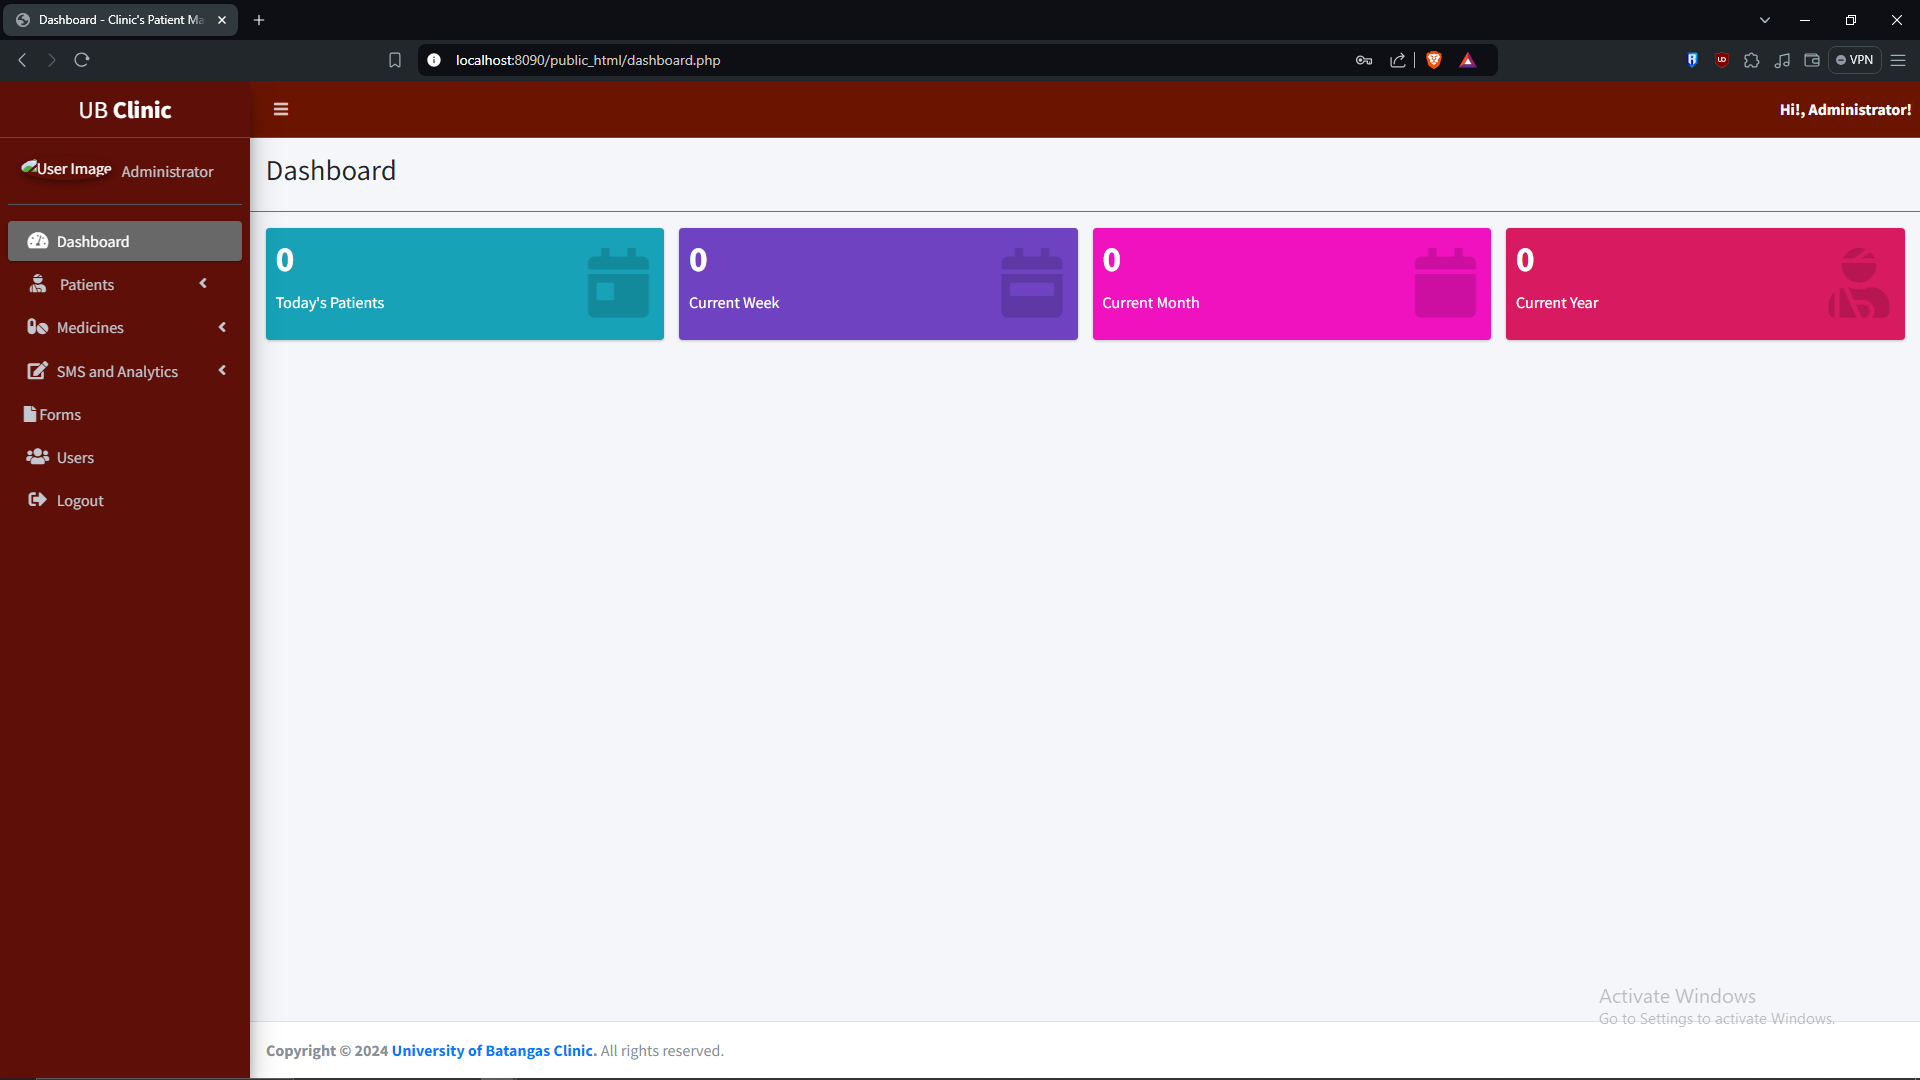 Dashboard - Clinic's Patient Ma
localhost:8090/public_html/dashboard.php
VPN
UB Clinic
Hi!, Administrator!
User Image
Administrator
Dashboard
Patients
Medicines
SMS and Analytics
Forms
Users
Logout
Dashboard
0
Today's Patients
0
Current Week
0
Current Month
0
Current Year
Activate Windows
Go to Settings to activate Windows.
Copyright © 2024 University of Batangas Clinic. All rights reserved.